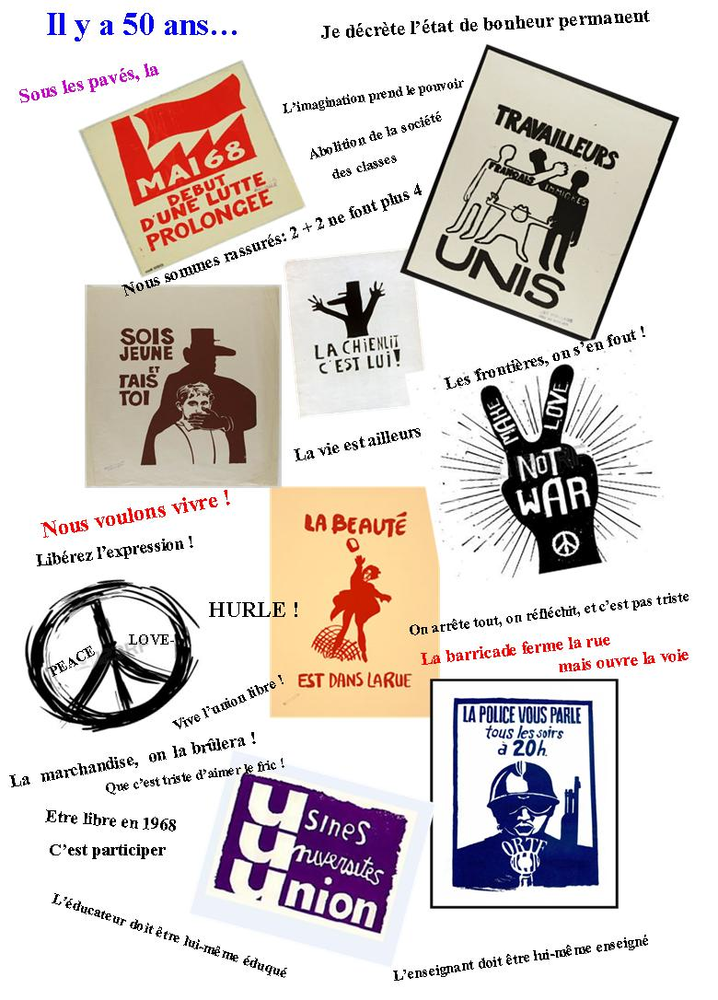 Il y a 50 ans…
Je décrète l’état de bonheur permanent
Sous les pavés, la
L’imagination prend le pouvoir
Abolition de la société
des classes
MAI 68
DEBUT
D'UNE LUTTE
PROLONGEE
TRAVAILLEURS
FRANÇAIS
IMMIGRÉS
UNIS
Nous sommes rassurés: 2 + 2 ne font plus 4
SOIS
JEUNE
ET
TAIS
TOI
LA CHIENLIT
C'EST LUI!
Les frontières, on s’en fout !
MAKE
LOVE
NOT
WAR
La vie est ailleurs
Nous voulons vivre !
Libérez l’expression !
LA BEAUTÉ
EST DANS LA RUE
HURLE !
PEACE
LOVE-
On arrête tout, on réfléchit, et c’est pas triste
La barricade ferme la rue
mais ouvre la voie
Vive l’union libre !
LA POLICE VOUS PARLE
tous les soirs
à 20h.
ORTF
La marchandise, on la brûlera !
Que c’est triste d’aimer le fric !
Usines
Universités
Union
Etre libre en 1968
C’est participer
L’éducateur doit être lui-même éduqué
L’enseignant doit être lui-même enseigné